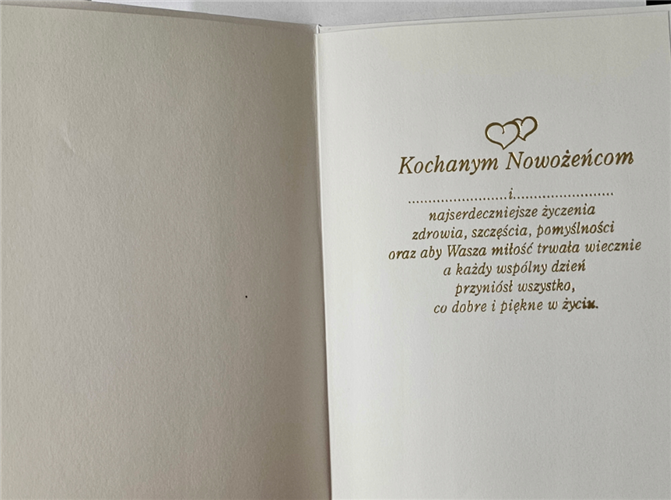 Kochanym Nowożeńcom
..........................i..........................
najserdeczniejsze życzenia
zdrowia, szczęścia, pomyślności
oraz aby Wasza miłość trwała wiecznie
a każdy wspólny dzień
przyniósł wszystko,
co dobre i piękne w życiu.